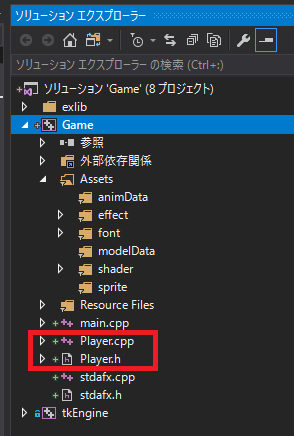 ソリューション エクスプローラー
ソリューション エクスプローラー の検索 (Ctrl+:)
ソリューション 'Game' (8 プロジェクト)
exlib
Game
参照
外部依存関係
Assets
animData
effect
font
modelData
shader
sprite
Resource Files
main.cpp
Player.cpp
Player.h
stdafx.cpp
stdafx.h
tkEngine